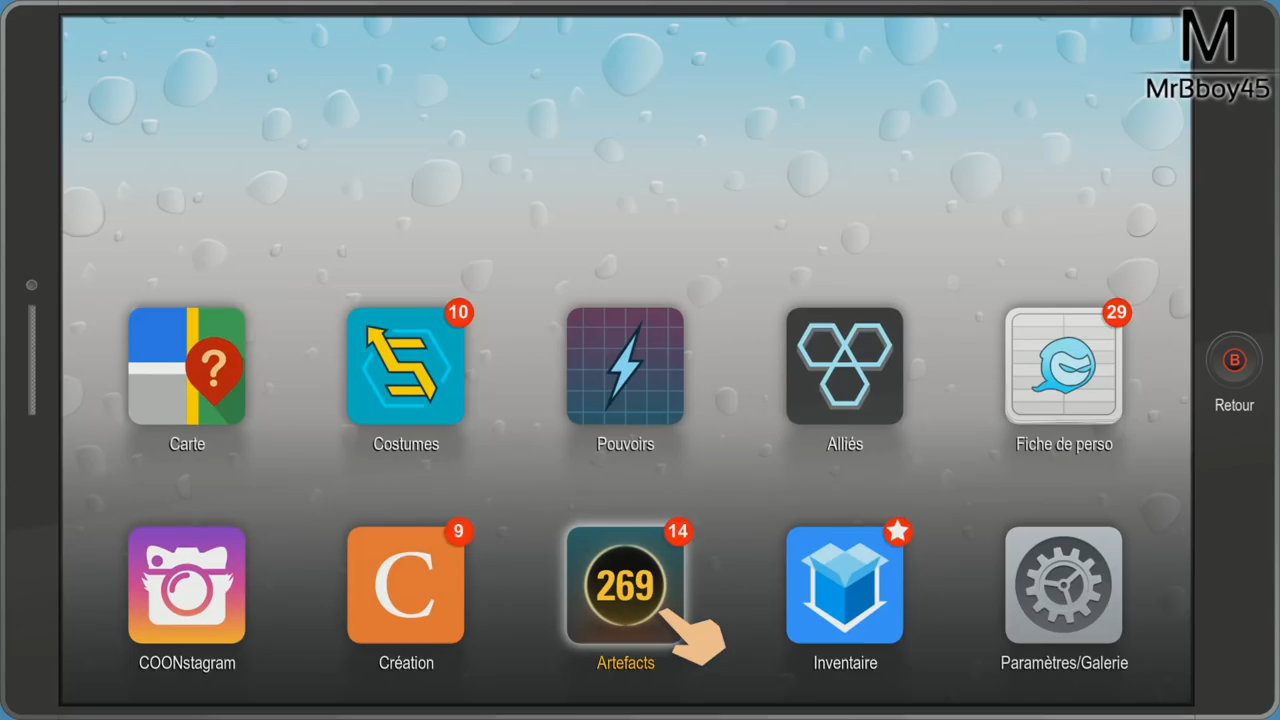 M
MrBboy45
10
29
?
B
Carte
Costumes
Pouvoirs
Alliés
Fiche de perso
Retour
9
14
C
269
COONstagram
Création
Artefacts
Inventaire
Paramètres/Galerie